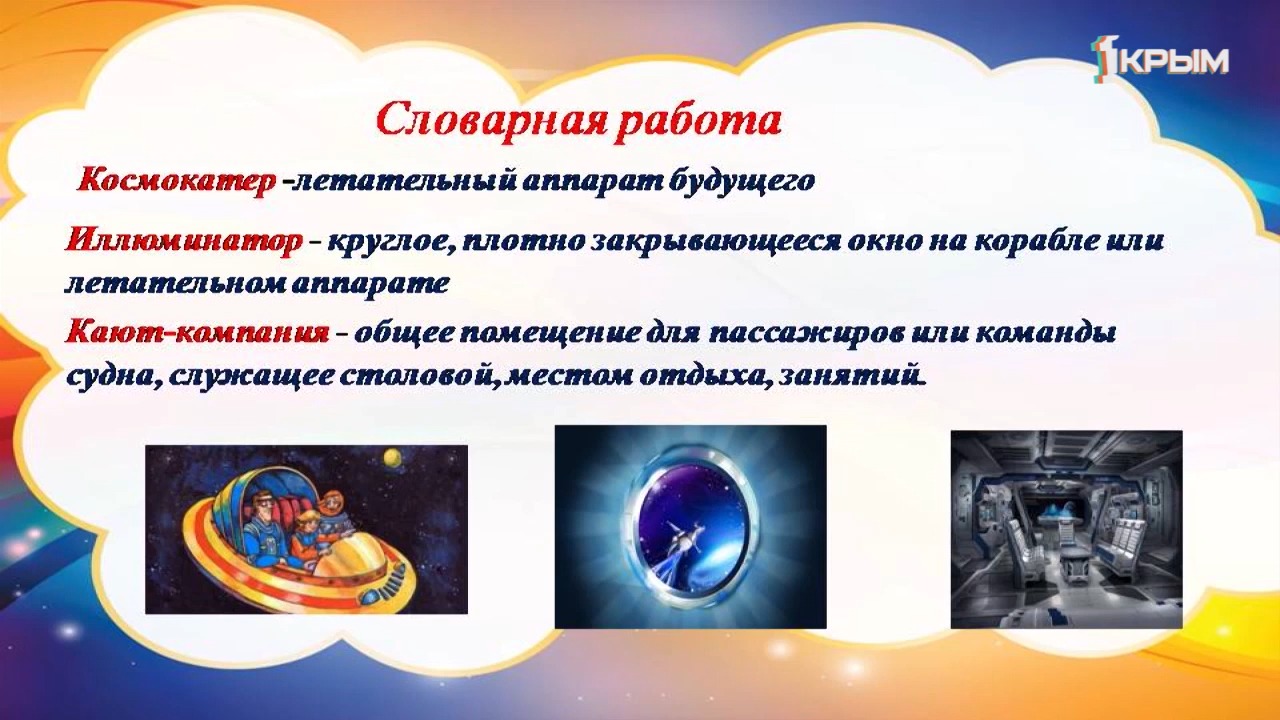 1КРЫМ
Словарная работа
Космокатер -летательный аппарат будущего
Иллюминатор - круглое, плотно закрывающееся окно на корабле или
летательном аппарате
Кают-компания - общее помещение для пассажиров или команды
судна, служащее столовой, местом отдыха, занятий.